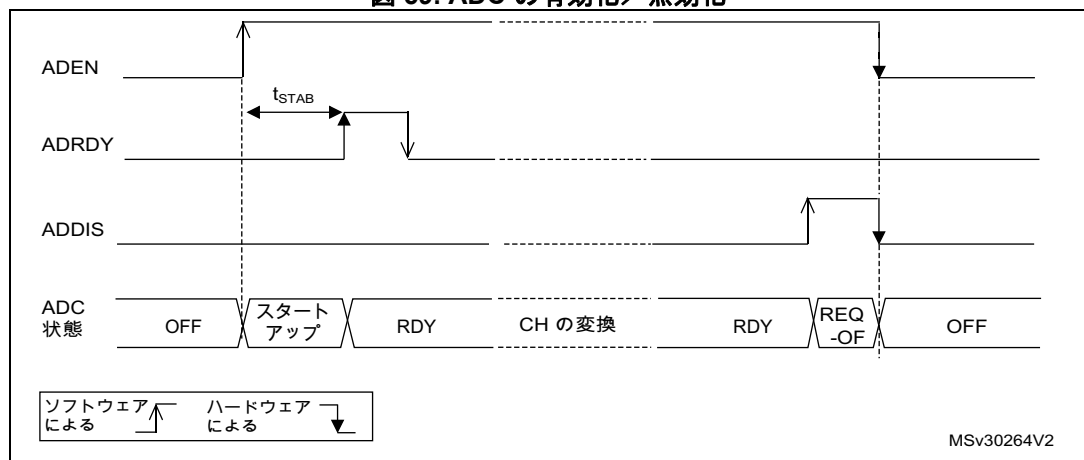 ADEN
tSTAB
ADRDY
ADDIS
ADC
状態
OFF
スタート
アップ
RDY
CH の変換
RDY
REQ
-OF
OFF
ソフトウェア
による
ハードウェア
による
MSv30264V2